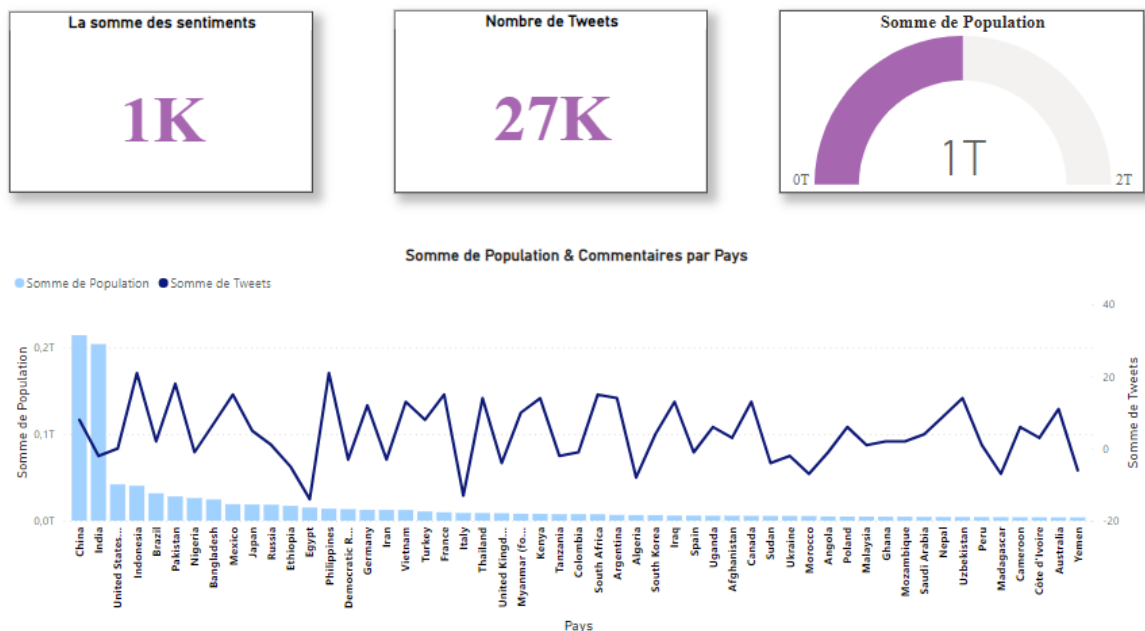 La somme des sentiments
1K
Nombre de Tweets
27K
Somme de Population
1T
0T
2T
Somme de Population & Commentaires par Pays
Somme de Population
Somme de Tweets
Somme de Population
0,2T
0,1T
0,0T
Somme de Tweets
40
20
0
-20
China
India
United States...
Indonesia
Brazil
Pakistan
Nigeria
Bangladesh
Mexico
Japan
Russia
Ethiopia
Egypt
Philippines
Democratic R...
Germany
Iran
Vietnam
Turkey
France
Italy
Thailand
United Kingd...
Myanmar (fo...
Kenya
Tanzania
Colombia
South Africa
Argentina
Algeria
South Korea
Iraq
Spain
Uganda
Afghanistan
Canada
Sudan
Ukraine
Morocco
Angola
Poland
Malaysia
Ghana
Mozambique
Saudi Arabia
Nepal
Uzbekistan
Peru
Madagascar
Cameroon
Côte d'Ivoire
Australia
Yemen
Pays